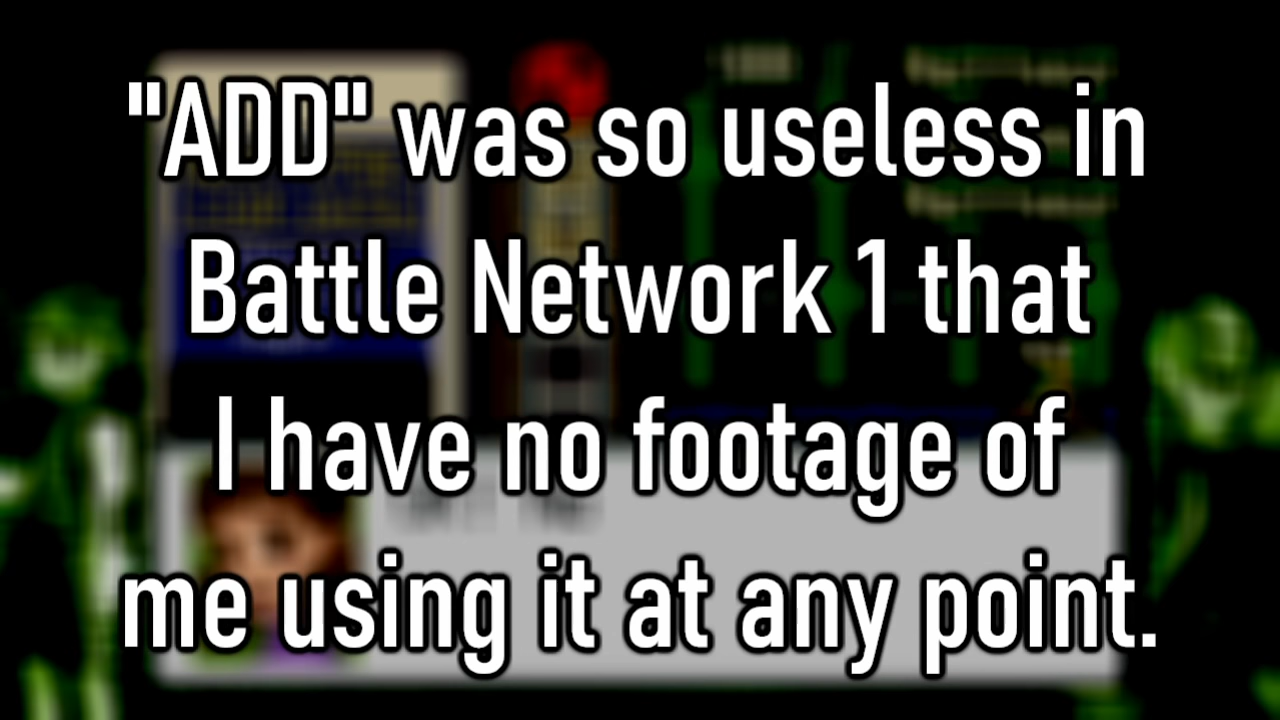 "ADD" was so useless in
Battle Network 1 that
I have no footage of
me using it at any point.